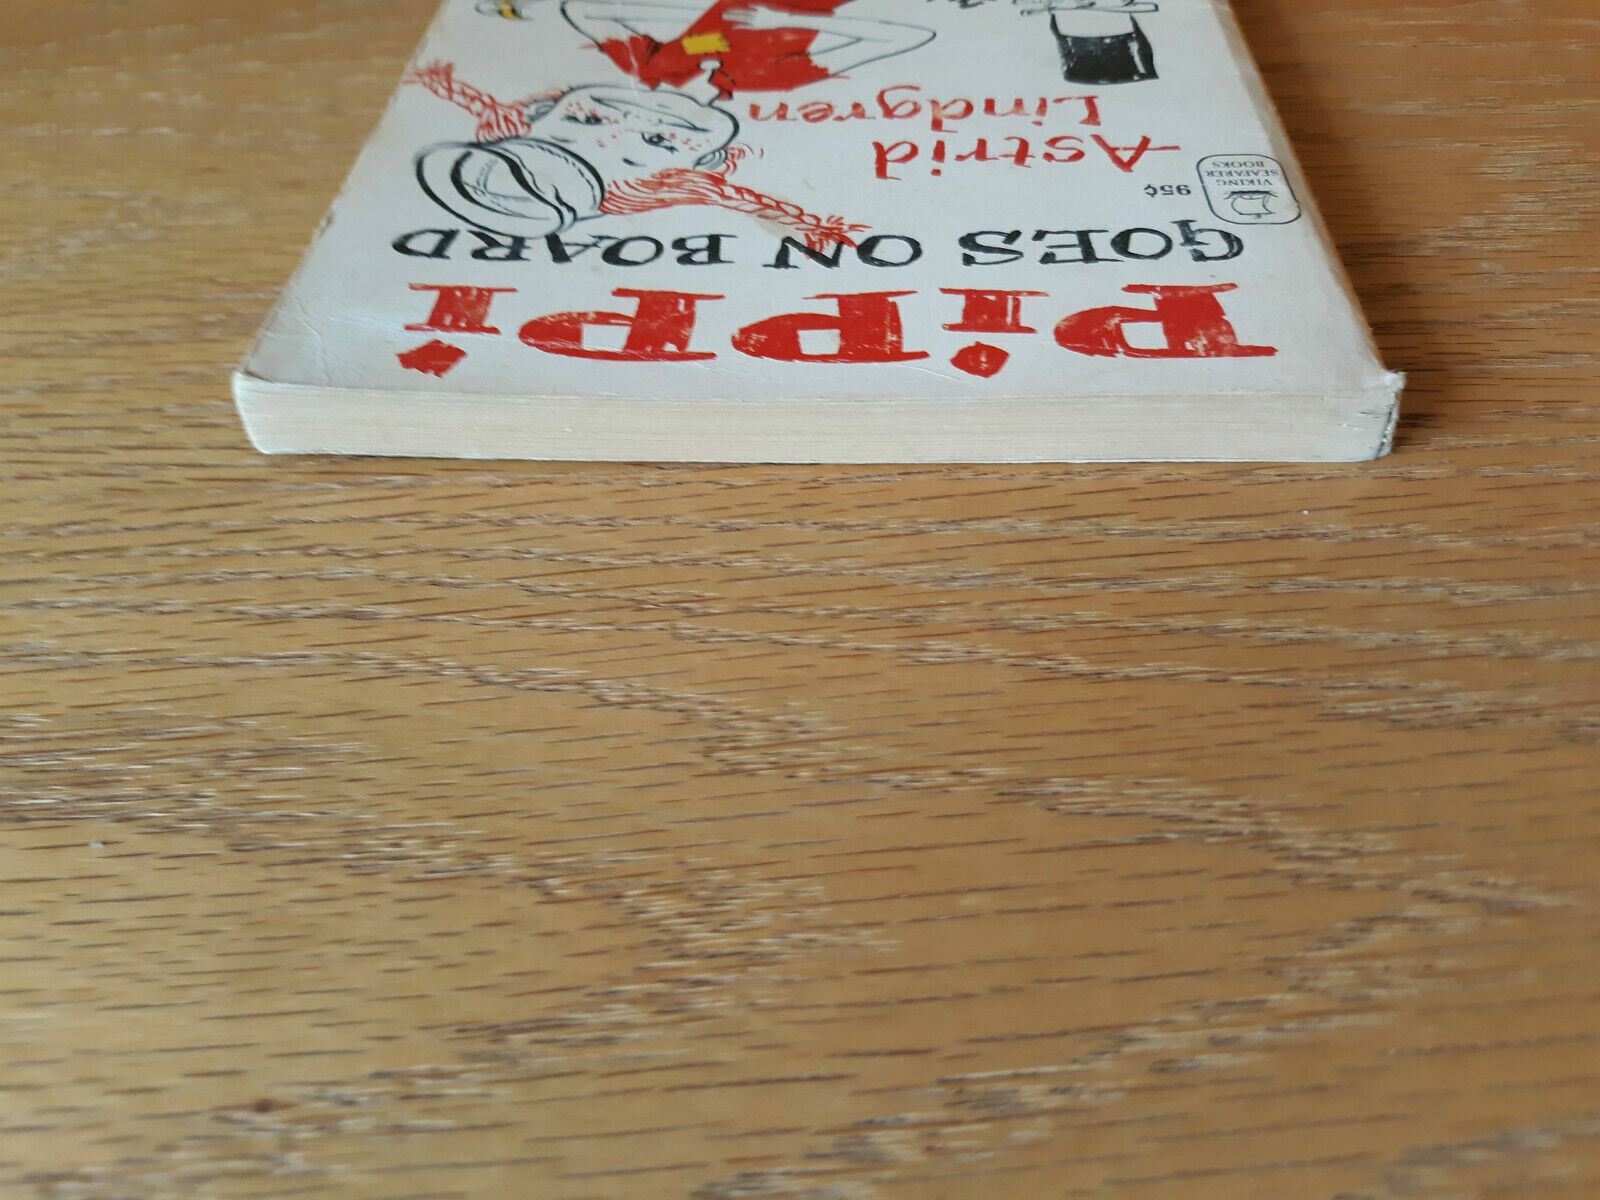 PiPPi
GOES ON BOARD
VIKING
SEAFARER
BOOKS
95¢
Astrid
Lindgren